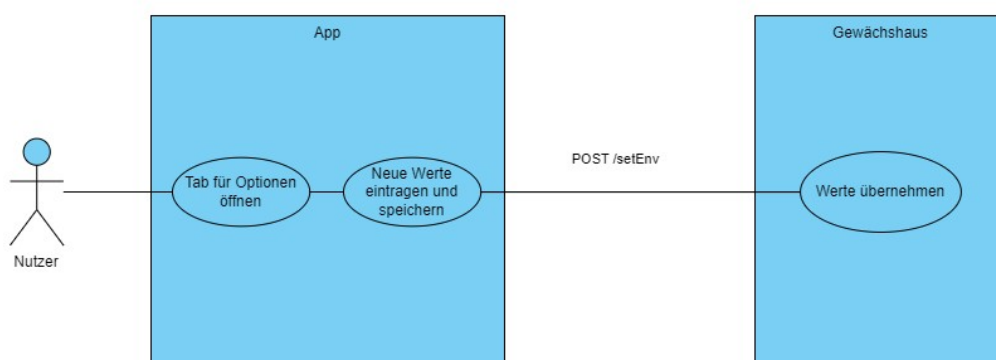 App
Gewächshaus
POST /setEnv
Tab für Optionen
öffnen
Neue Werte
eintragen und
speichern
Werte übernehmen
Nutzer